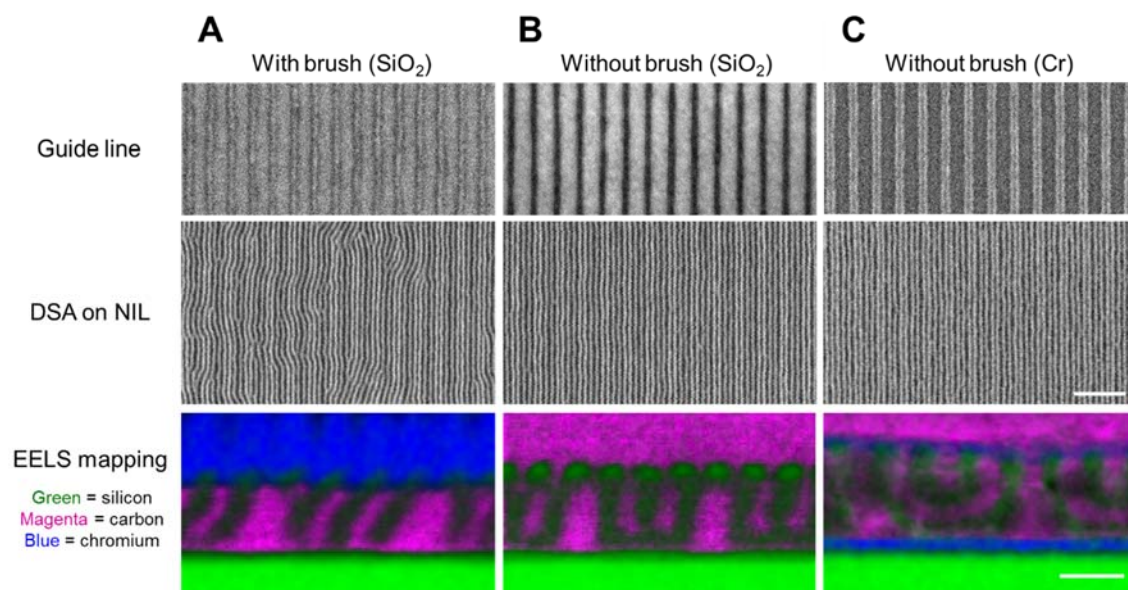 A
B
C
With brush (SiO₂)
Without brush (SiO₂)
Without brush (Cr)
Guide line
DSA on NIL
EELS mapping
Green = silicon
Magenta = carbon
Blue = chromium